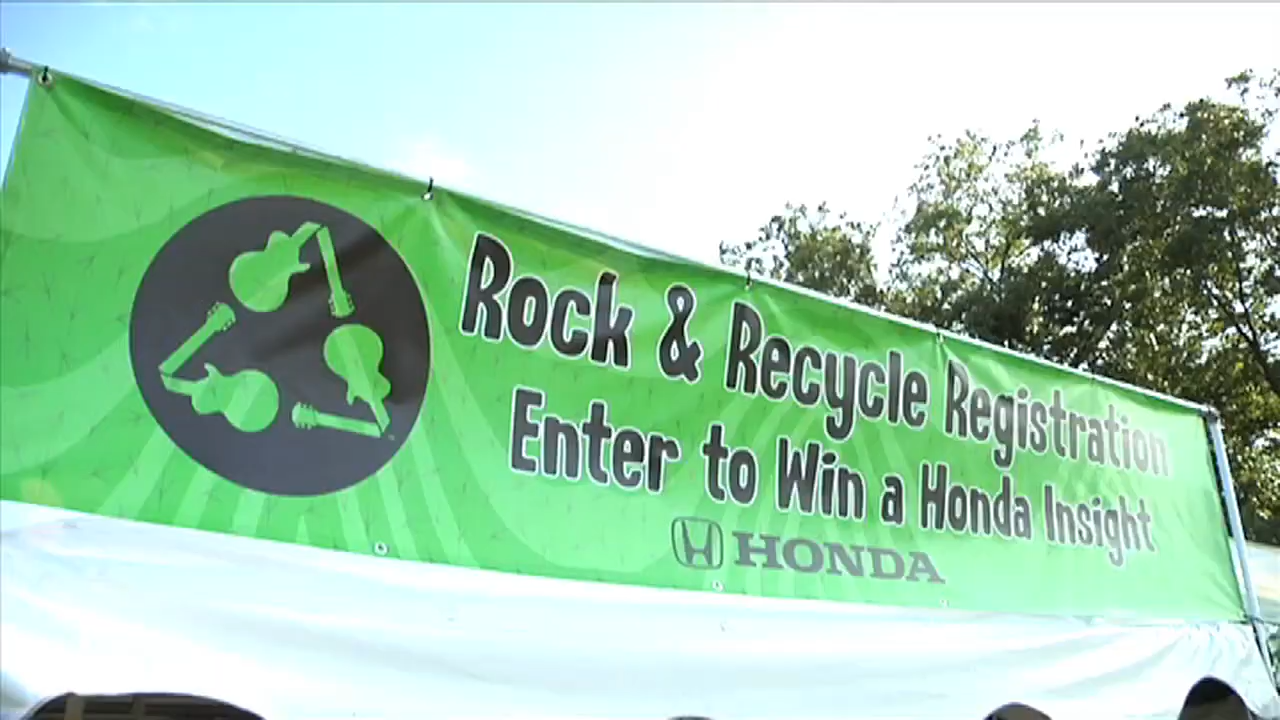 Rock & Recycle Registration
Enter to Win a Honda Insight
HONDA